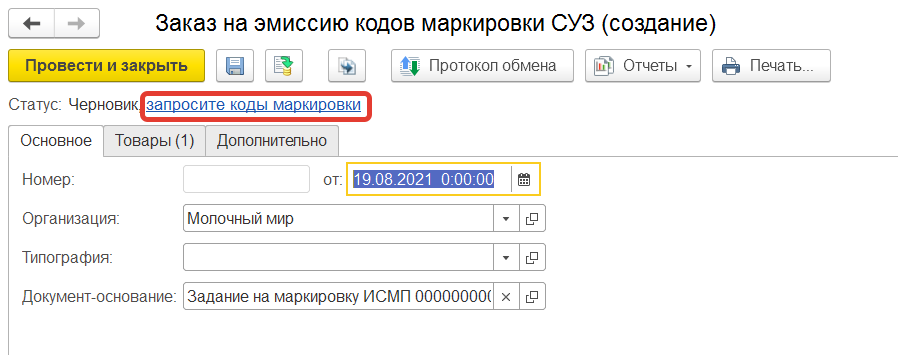 Заказ на эмиссию кодов маркировки СУЗ (создание)
Провести и закрыть Протокол обмена Отчеты Печать...
Статус: Черновик, запросите коды маркировки
Основное Товары (1) Дополнительно
Номер: от: 19.08.2021 0:00:00
Организация: Молочный мир
Типография:
Документ-основание: Задание на маркировку ИСМП 000000000